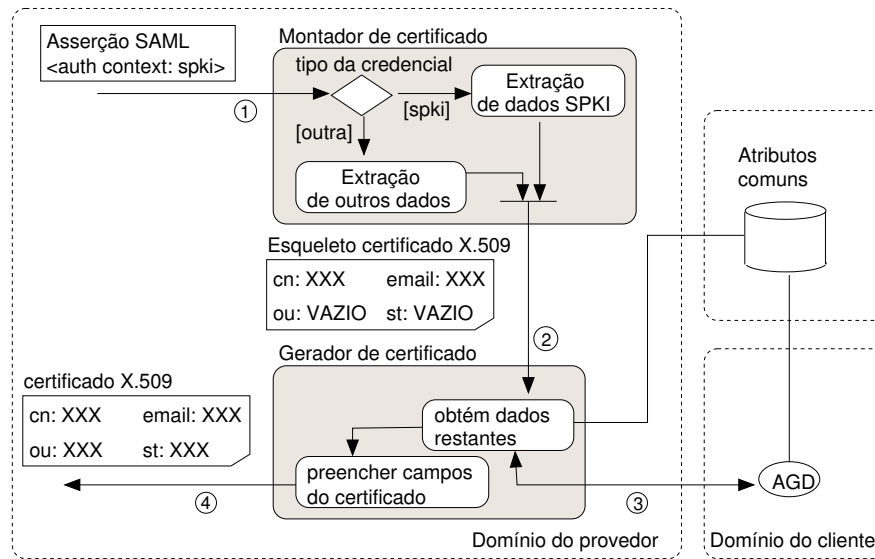 Asserção SAML
<auth context: spki>
Montador de certificado
tipo da credencial
Extração
de dados SPKI
①
[spki]
[outra]
Extração
de outros dados
Atributos
comuns
Esqueleto certificado X.509
cn: XXX email: XXX
ou: VAZIO st: VAZIO
②
Gerador de certificado
certificado X.509
cn: XXX email: XXX
ou: XXX st: XXX
obtém dados
restantes
preencher campos
do certificado
④
③
AGD
Domínio do provedor
Domínio do cliente